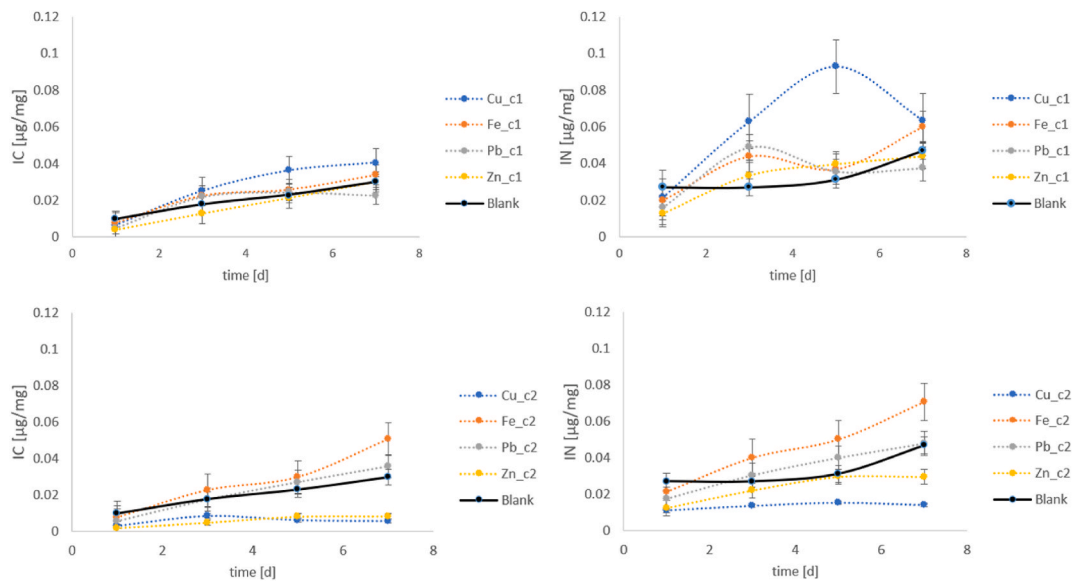 0.12
0.1
0.08
0.06
0.04
0.02
0
IC [µg/mg]
0 2 4 6 8
time [d]
Cu_c1
Fe_c1
Pb_c1
Zn_c1
Blank
0.12
0.1
0.08
0.06
0.04
0.02
0
IN [µg/mg]
0 2 4 6 8
time [d]
Cu_c1
Fe_c1
Pb_c1
Zn_c1
Blank
0.12
0.1
0.08
0.06
0.04
0.02
0
IC [µg/mg]
0 2 4 6 8
time [d]
Cu_c2
Fe_c2
Pb_c2
Zn_c2
Blank
0.12
0.1
0.08
0.06
0.04
0.02
0
IN [µg/mg]
0 2 4 6 8
time [d]
Cu_c2
Fe_c2
Pb_c2
Zn_c2
Blank